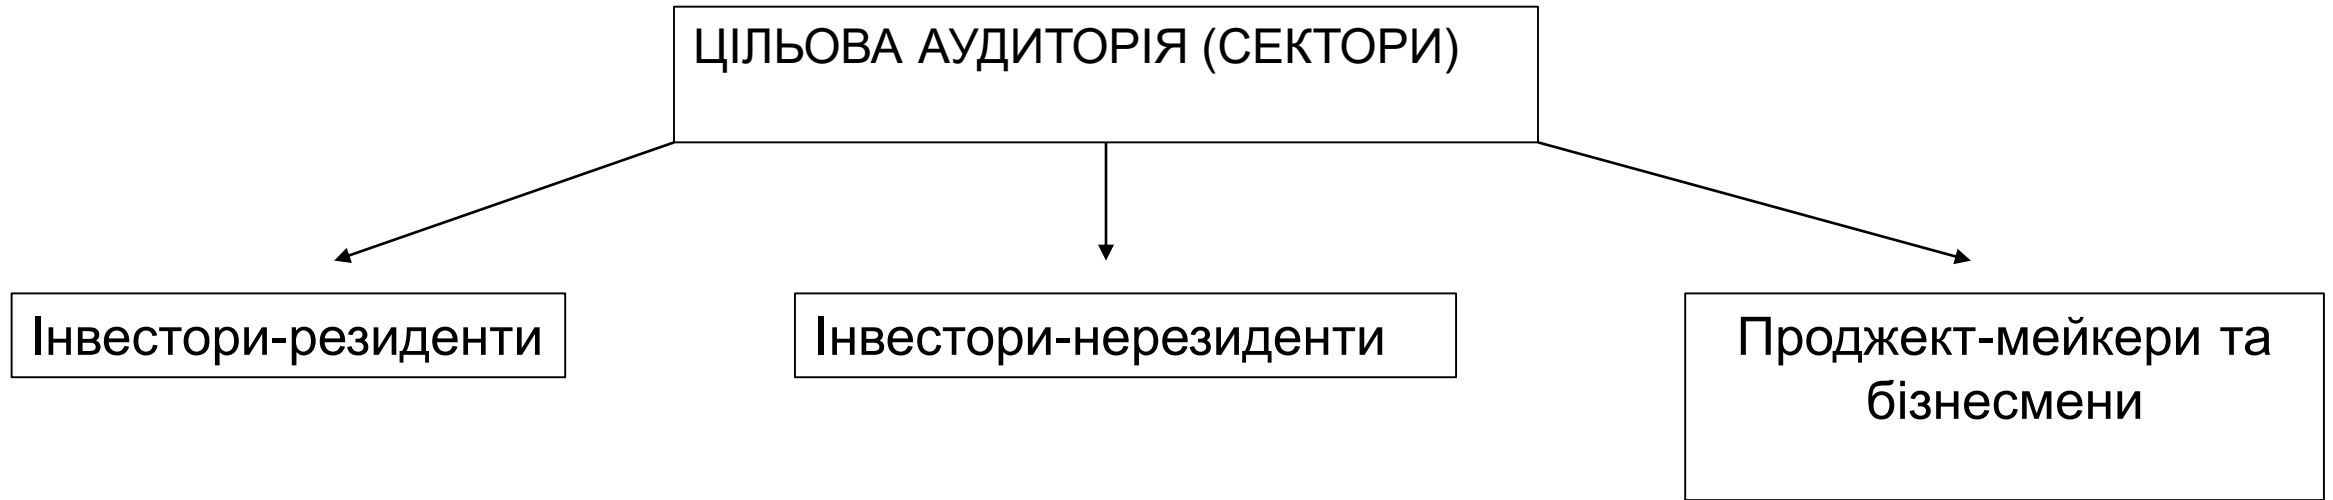 ЦІЛЬОВА АУДИТОРІЯ (СЕКТОРИ)
Інвестори-резиденти
Інвестори-нерезиденти
Проджект-мейкери та
бізнесмени